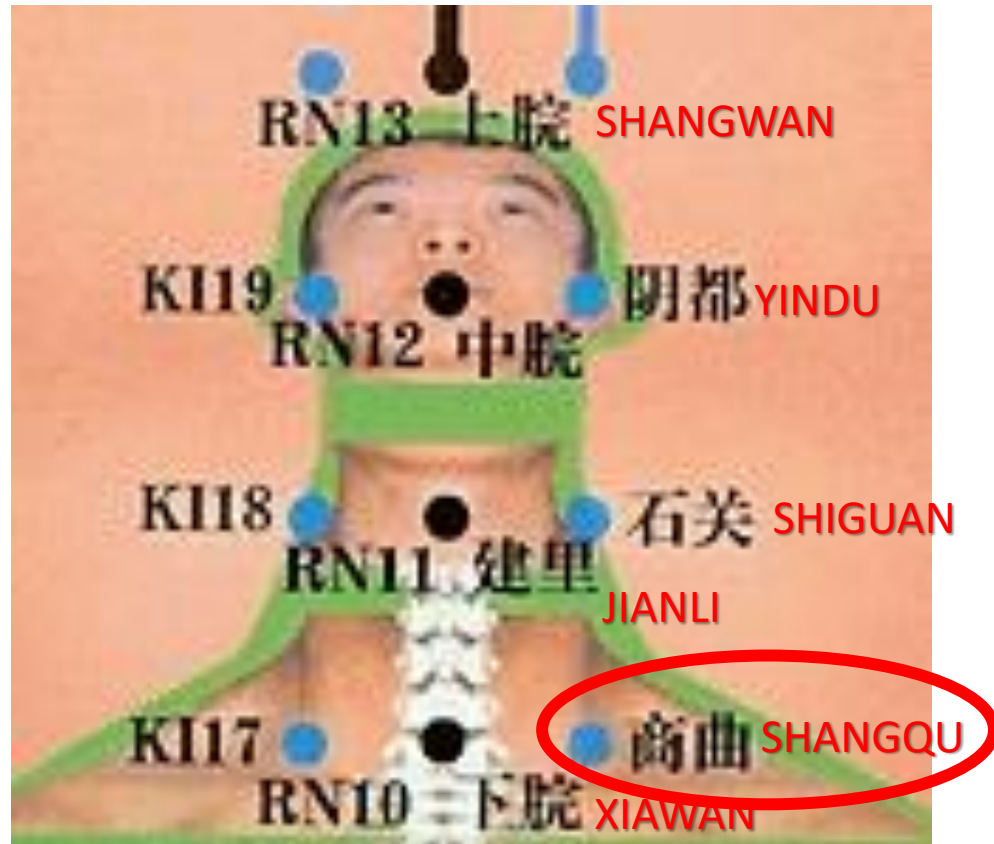 RN13 上脘 SHANGWAN
KI19 阴都 YINDU
RN12 中脘
KI18 石关 SHIGUAN
RN11 建里
JIANLI
KI17 商曲 SHANGQU
RN10 下脘 XIAWAN